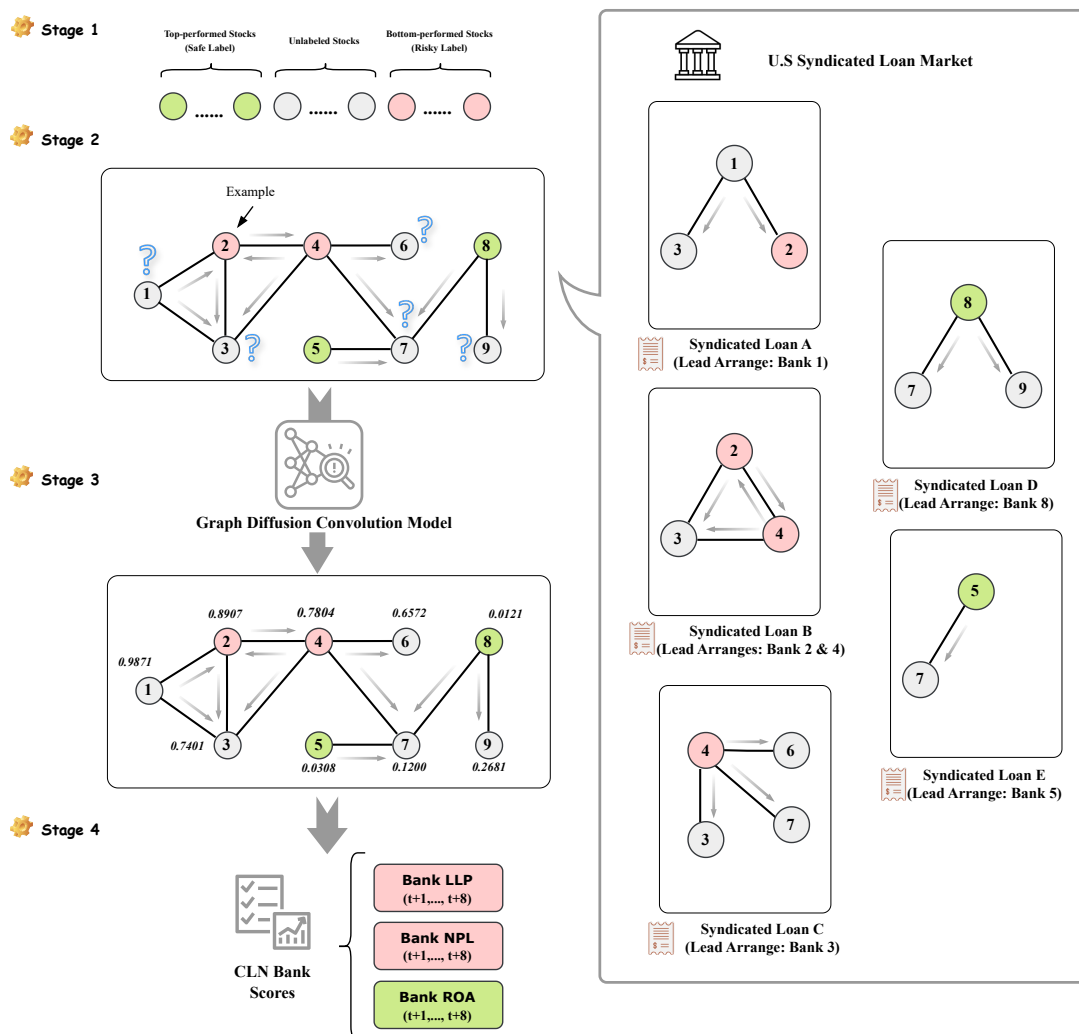 Stage 1
Top-performed Stocks
(Safe Label)
Unlabeled Stocks
Bottom-performed Stocks
(Risky Label)
......
......
......
Stage 2
Example
?
2
4
6
?
8
?
1
3
?
5
?
7
?
9
Stage 3
Graph Diffusion Convolution Model
0.8907
0.7804
0.6572
0.0121
2
4
6
8
0.9871
1
0.7401
3
5
7
9
0.0308
0.1200
0.2681
Stage 4
CLN Bank
Scores
Bank LLP
(t+1,..., t+8)
Bank NPL
(t+1,..., t+8)
Bank ROA
(t+1,..., t+8)
U.S Syndicated Loan Market
1
3
2
$
Syndicated Loan A
(Lead Arrange: Bank 1)
2
3
4
$
Syndicated Loan B
(Lead Arranges: Bank 2 & 4)
4
6
3
7
$
Syndicated Loan C
(Lead Arrange: Bank 3)
8
7
9
$
Syndicated Loan D
(Lead Arrange: Bank 8)
5
7
$
Syndicated Loan E
(Lead Arrange: Bank 5)